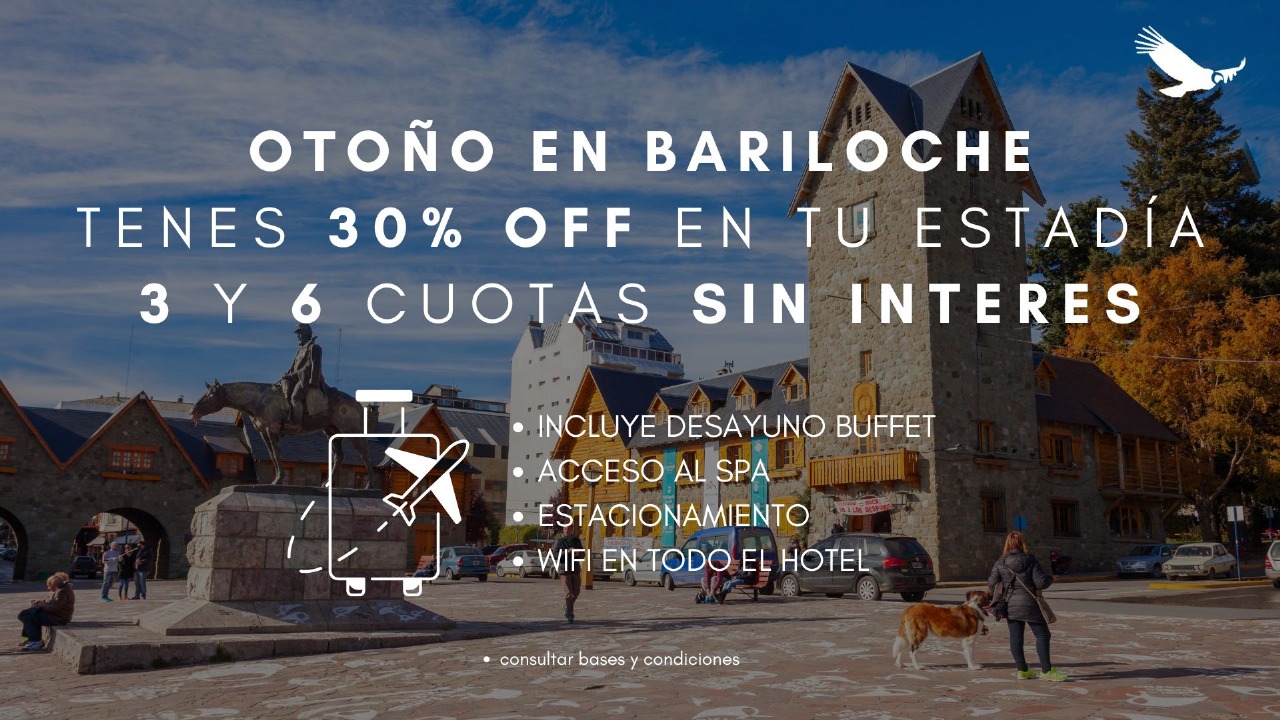 OTOÑO EN BARILOCHE
TENES 30% OFF EN TU ESTADÍA
3 Y 6 CUOTAS SIN INTERES
• INCLUYE DESAYUNO BUFFET
• ACCESO AL SPA
• ESTACIONAMIENTO
• WIFI EN TODO EL HOTEL
• consultar bases y condiciones